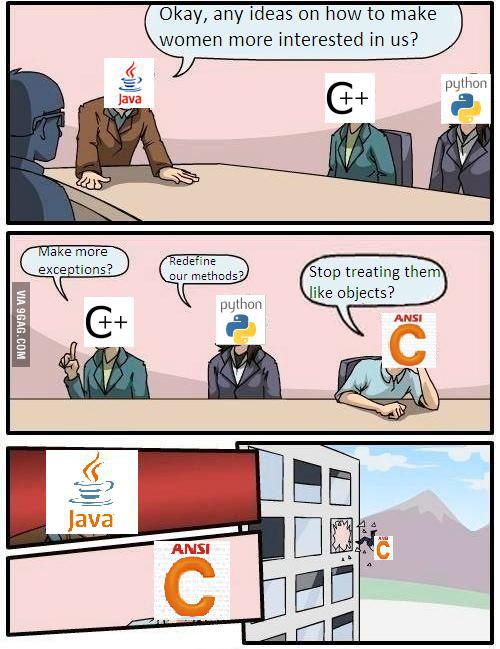 Okay, any ideas on how to make
women more interested in us?
Java
C++
python
Make more
exceptions?
Redefine
our methods?
Stop treating them
like objects?
C++
python
ANSI
C
VIA 9GAG.COM
Java
ANSI
C
ANSI
C